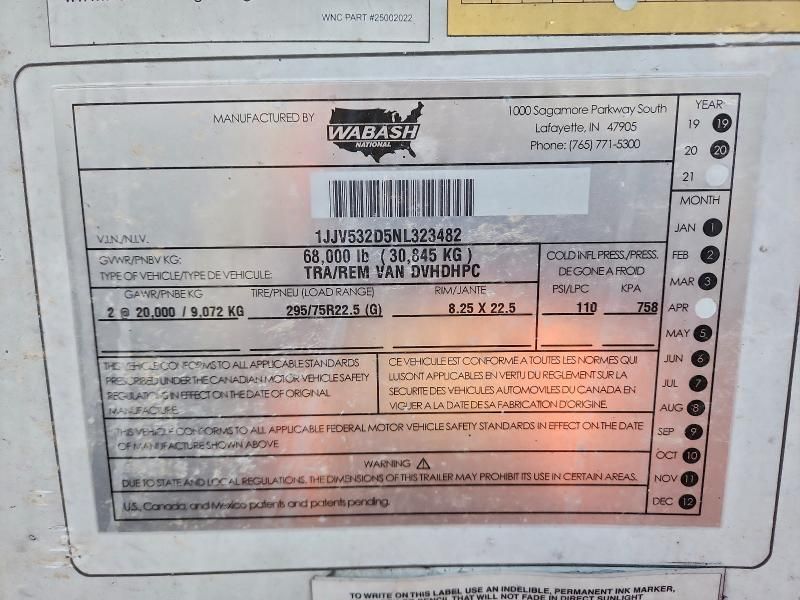 WNC PART #25002022
MANUFACTURED BY
WABASH
NATIONAL
1000 Sagamore Parkway South
Lafayette, IN 47905
Phone: (765) 771-5300
YEAR
19 19
20 20
21
V.I.N./N.I.V. 1JJV532D5NL323482
GVWR/PNBV KG: 68,000 lb ( 30,845 KG )
TYPE OF VEHICLE/TYPE DE VEHICULE: TRA/REM VAN DVHDHPC
COLD INFL PRESS./PRESS.
DE GONE A FROID
GAWR/PNBE KG TIRE/PNEU (LOAD RANGE) RIM/JANTE PSI/LPC KPA
2 @ 20,000 / 9,072 KG 295/75R22.5 (G) 8.25 X 22.5 110 758
THIS VEHICLE CONFORMS TO ALL APPLICABLE STANDARDS
PRESCRIBED UNDER THE CANADIAN MOTOR VEHICLE SAFETY
REGULATIONS IN EFFECT ON THE DATE OF ORIGINAL
MANUFACTURE.
CE VEHICULE EST CONFORME A TOUTES LES NORMES QUI
LUI SONT APPLICABLES EN VERTU DU REGLEMENT SUR LA
SECURITE DES VEHICULES AUTOMOVILES DU CANADA EN
VIGUER A LA DATE DE SA FABRICATION D'ORIGINE.
THIS VEHICLE CONFORMS TO ALL APPLICABLE FEDERAL MOTOR VEHICLE SAFETY STANDARDS IN EFFECT ON THE DATE
OF MANUFACTURE SHOWN ABOVE
WARNING
DUE TO STATE AND LOCAL REGULATIONS, THE DIMENSIONS OF THIS TRAILER MAY PROHIBIT ITS USE IN CERTAIN AREAS.
U.S., Canada, and Mexico patents and patents pending.
MONTH
JAN 1
FEB 2
MAR 3
APR
MAY 5
JUN 6
JUL 7
AUG 8
SEP 9
OCT 10
NOV 11
DEC 12
TO WRITE ON THIS LABEL USE AN INDELIBLE, PERMANENT INK MARKER,
PENCIL THAT WILL NOT FADE IN DIRECT SUNLIGHT